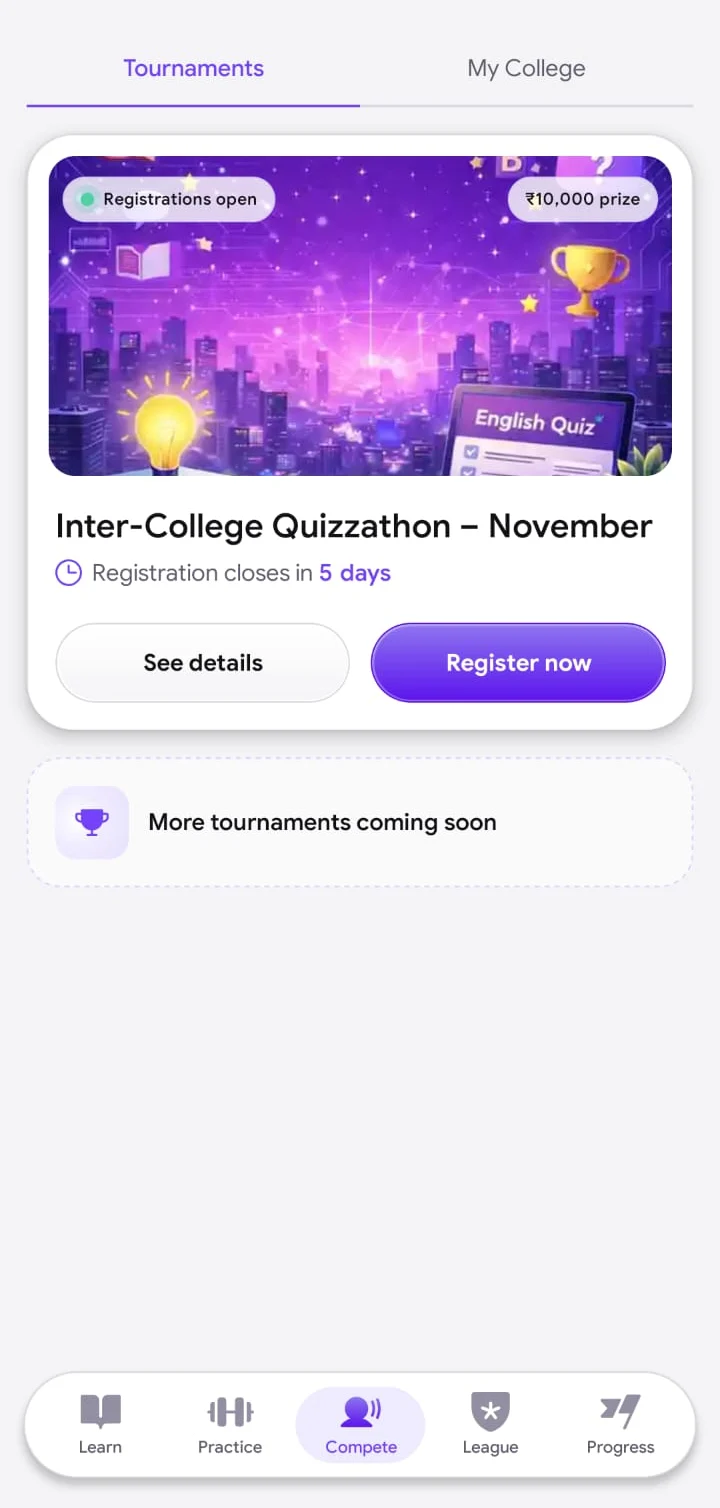 Tournaments
My College
Registrations open
₹10,000 prize
B
?
English Quiz
Inter-College Quizzathon – November
Registration closes in 5 days
See details
Register now
More tournaments coming soon
Learn
Practice
Compete
League
Progress